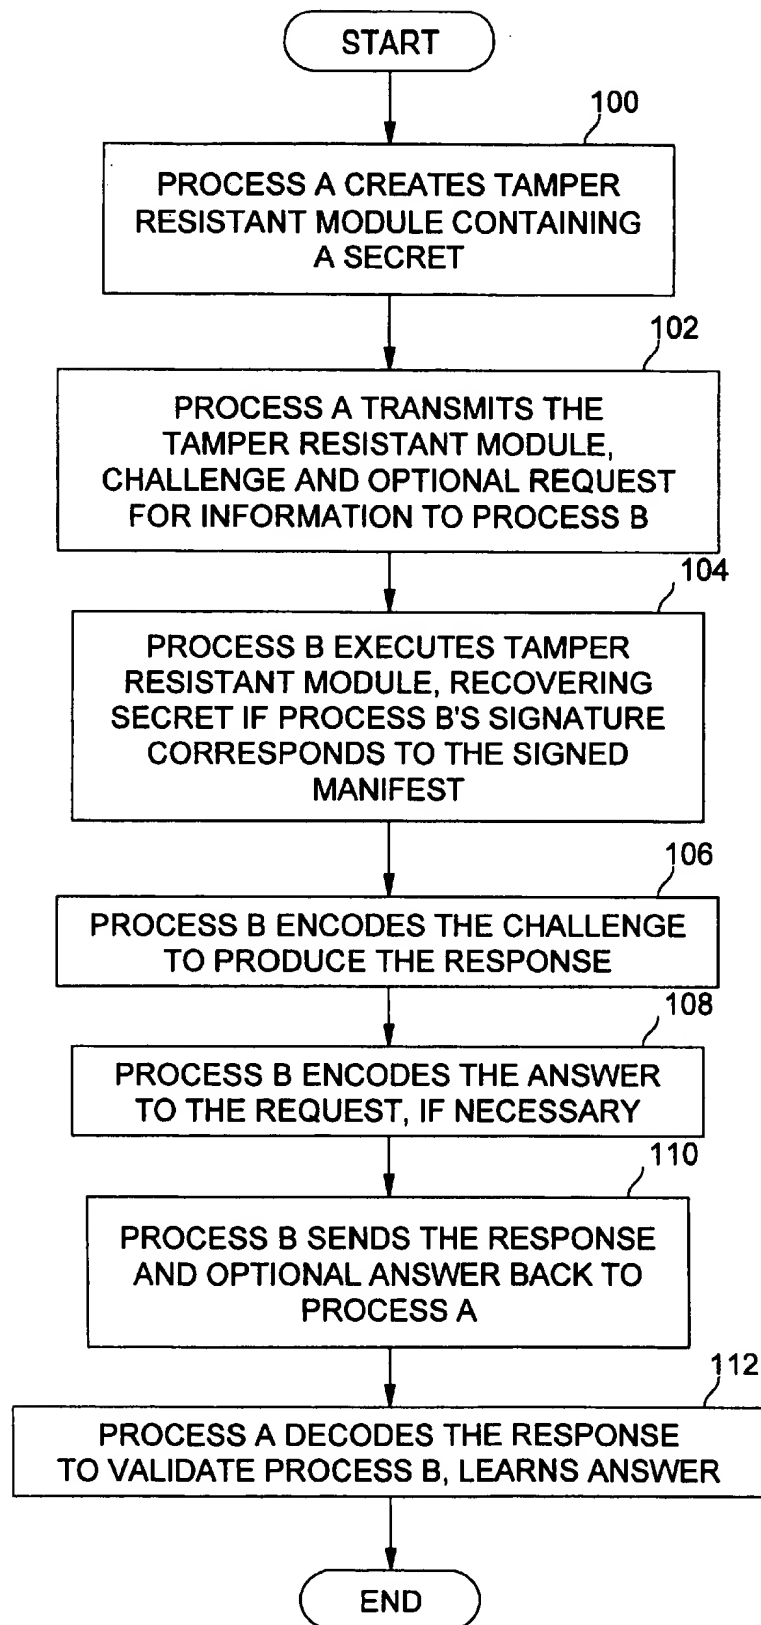 START
100
PROCESS A CREATES TAMPER
RESISTANT MODULE CONTAINING
A SECRET
102
PROCESS A TRANSMITS THE
TAMPER RESISTANT MODULE,
CHALLENGE AND OPTIONAL REQUEST
FOR INFORMATION TO PROCESS B
104
PROCESS B EXECUTES TAMPER
RESISTANT MODULE, RECOVERING
SECRET IF PROCESS B'S SIGNATURE
CORRESPONDS TO THE SIGNED
MANIFEST
106
PROCESS B ENCODES THE CHALLENGE
TO PRODUCE THE RESPONSE
108
PROCESS B ENCODES THE ANSWER
TO THE REQUEST, IF NECESSARY
110
PROCESS B SENDS THE RESPONSE
AND OPTIONAL ANSWER BACK TO
PROCESS A
112
PROCESS A DECODES THE RESPONSE
TO VALIDATE PROCESS B, LEARNS ANSWER
END